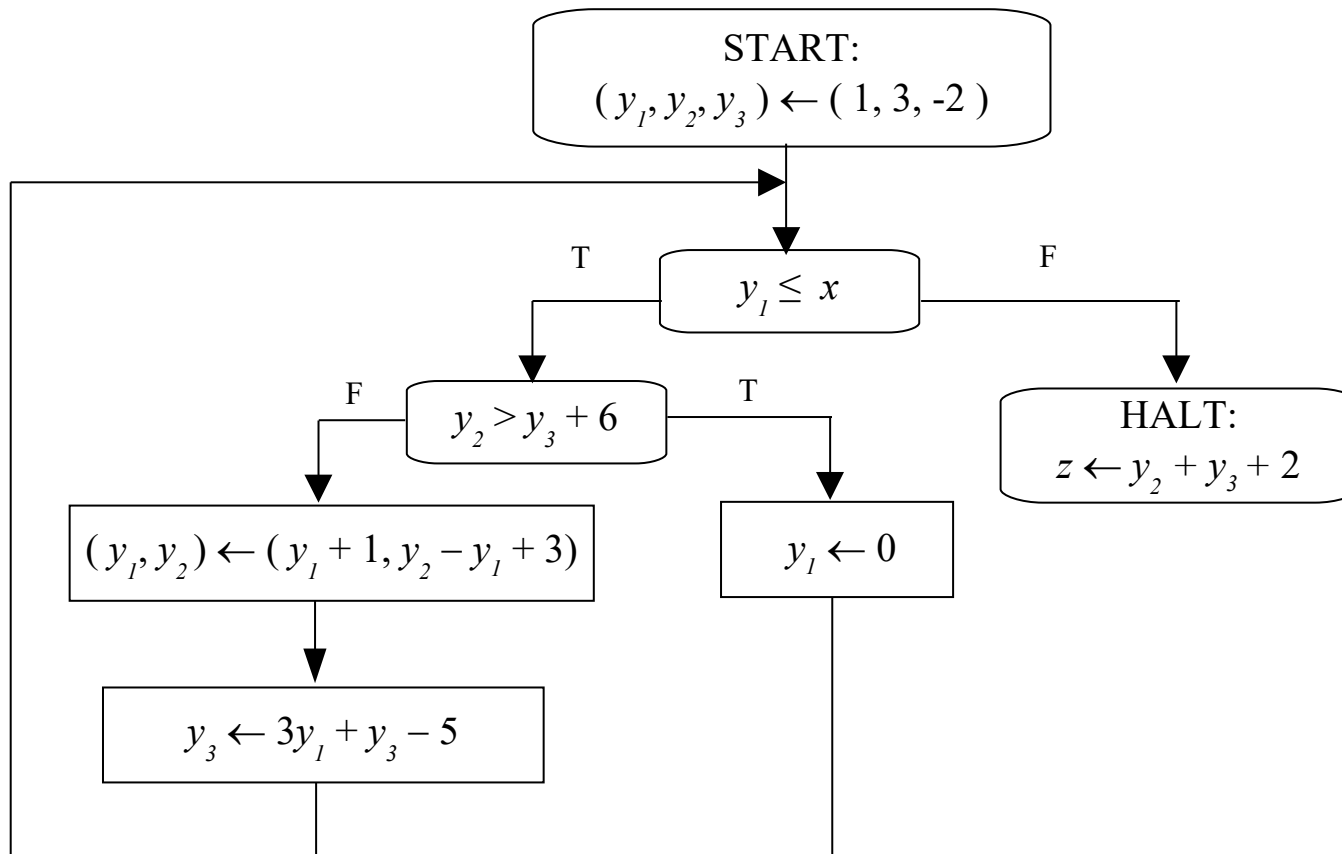 START:
( y₁, y₂, y₃ ) ← ( 1, 3, -2 )
T
F
y₁ ≤ x
F
T
y₂ > y₃ + 6
HALT:
z ← y₂ + y₃ + 2
( y₁, y₂ ) ← ( y₁ + 1, y₂ – y₁ + 3)
y₁ ← 0
y₃ ← 3y₁ + y₃ – 5